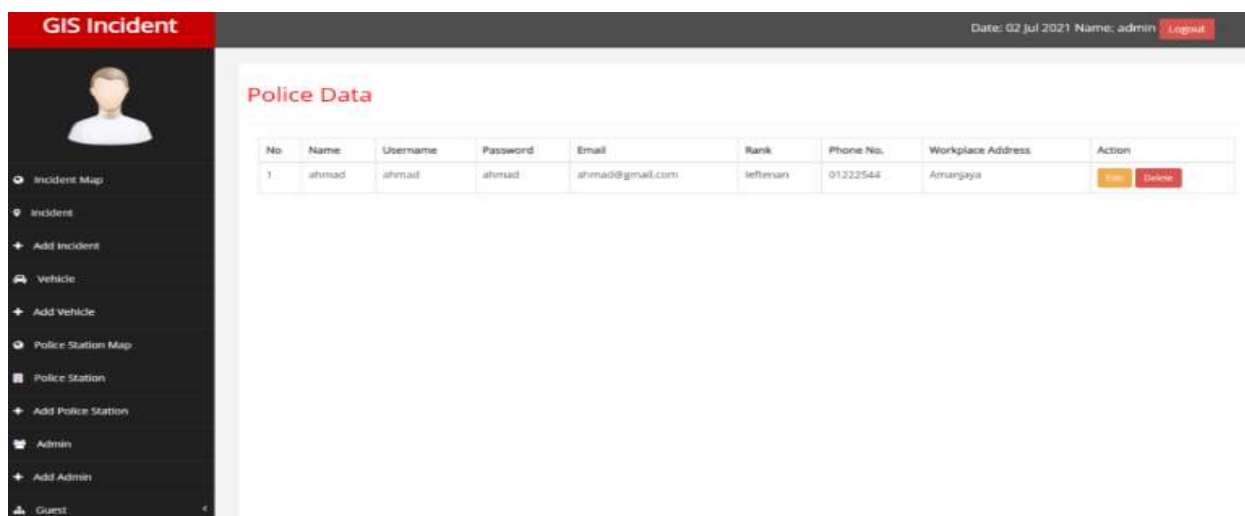 GIS Incident
Date: 02 Jul 2021 Name: admin Logout
Police Data
No Name Username Password Email Rank Phone No. Workplace Address Action
1 ahmad ahmad ahmad ahmad@gmail.com lefteman 01222544 Amanjaya Edit Delete
Incident Map
Incident
Add Incident
Vehicle
Add Vehicle
Police Station Map
Police Station
Add Police Station
Admin
Add Admin
Guest